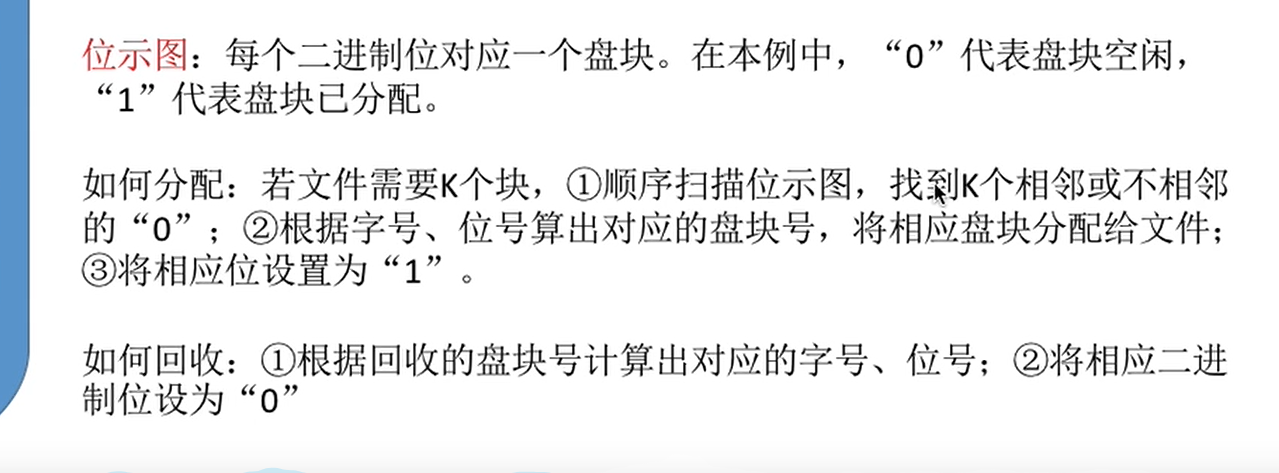 位示图：每个二进制位对应一个盘块。在本例中，“0”代表盘块空闲，
“1”代表盘块已分配。
如何分配：若文件需要K个块，①顺序扫描位示图，找到K个相邻或不相邻
的“0”；②根据字号、位号算出对应的盘块号，将相应盘块分配给文件；
③将相应位设置为“1”。
如何回收：①根据回收的盘块号计算出对应的字号、位号；②将相应二进
制位设为“0”